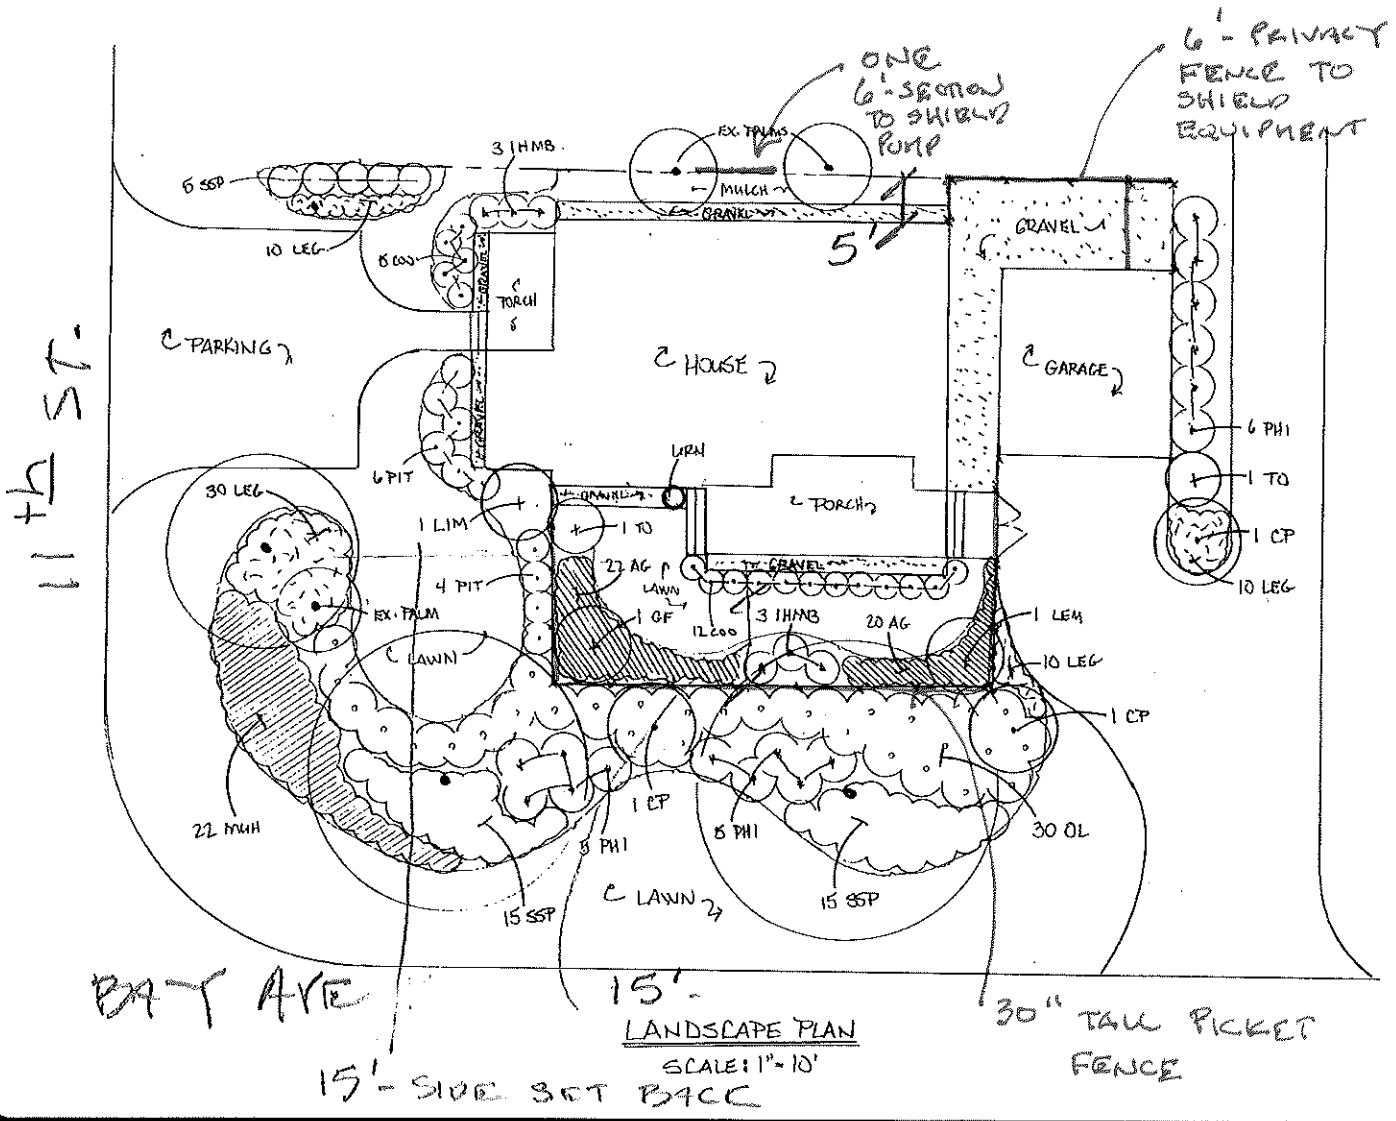 6'- PRIVACY
FENCE TO
SHIELD
EQUIPMENT
ONE
6'-SECTION
TO SHIELD
PUMP
EX. PALMS
3 IHMB.
5 SSP
MULCH
GRAVEL
10 LEG.
GRAVEL
5'
8 COO
GRAVEL
PORCH
11th ST.
PARKING
HOUSE
GARAGE
GRAVEL
6 PHI
URN
6 PIT
30 LEG
GRAVEL
PORCH
1 TO
1 LIM
1 TO
1 CP
22 AG
GRAVEL
LAWN
10 LEG
4 PIT
1 GF
12 COO
3 IHMB
20 AG
1 LEM
EX. PALM
LAWN
10 LEG
1 CP
22 MUH
1 CP
5 PHI
8 PHI
30 OL
15 SSP
LAWN
15 SSP
BAY AVE
15'-
30" TALL PICKET
FENCE
LANDSCAPE PLAN
SCALE: 1"-10'
15'- SIDE SET BACK